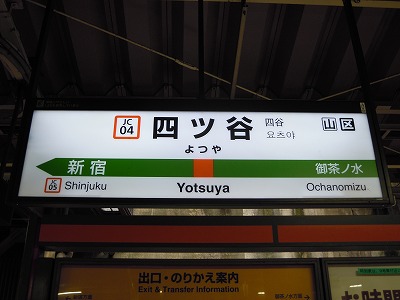 JC
04
四ツ谷
よつや
四谷
요츠야
山 区
新宿
御茶ノ水
JC
05
Shinjuku
Yotsuya
Ochanomizu
出口・のりかえ案内
Exit & Transfer Information